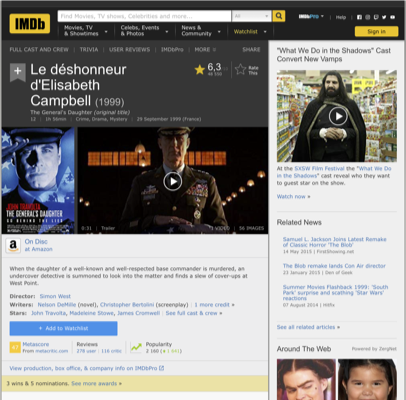 IMDb
Find Movies, TV shows, Celebrities and more...
All
Movies, TV & Showtimes
Celebs, Events & Photos
News & Community
Watchlist
IMDbPro
Help
Sign in
FULL CAST AND CREW | TRIVIA | USER REVIEWS | IMDbPro | MORE
SHARE
Le déshonneur
d'Elisabeth
Campbell (1999)
The General's Daughter (original title)
12 | 1h 56min | Crime, Drama, Mystery | 29 September 1999 (France)
6,3
Rate
This
JOHN TRAVOLTA
THE GENERAL'S DAUGHTER
GO BEHIND THE LIES
0:31 | Trailer
1 VIDEO | 56 IMAGES
On Disc
at Amazon
When the daughter of a well-known and well-respected base commander is murdered, an
undercover detective is summoned to look into the matter and finds a slew of cover-ups at
West Point.
Director: Simon West
Writers: Nelson DeMille (novel), Christopher Bertolini (screenplay) | 1 more credit »
Stars: John Travolta, Madeleine Stowe, James Cromwell | See full cast & crew »
+ Add to Watchlist
Metascore
From metacritic.com
Reviews
278 user | 116 critic
Popularity
View production, box office, & company info on IMDbPro
3 wins & 5 nominations. See more awards »
"What We Do in the Shadows" Cast
Convert New Vamps
At the SXSW Film Festival the "What We Do
in the Shadows" cast reveal who they want
to guest star on the show.
Watch now »
Related News
Samuel L. Jackson Joins Latest Remake
of Classic Horror 'The Blob'
14 May 2015 | FirstShowing.net
The Blob remake lands Con Air director
23 January 2015 | Den of Geek
Summer Movies Flashback 1999: 'South
Park' surprise and scathing 'Star Wars'
reactions
07 August 2014 | Hitfix
See all related articles »
Around The Web
Powered by ZergNet